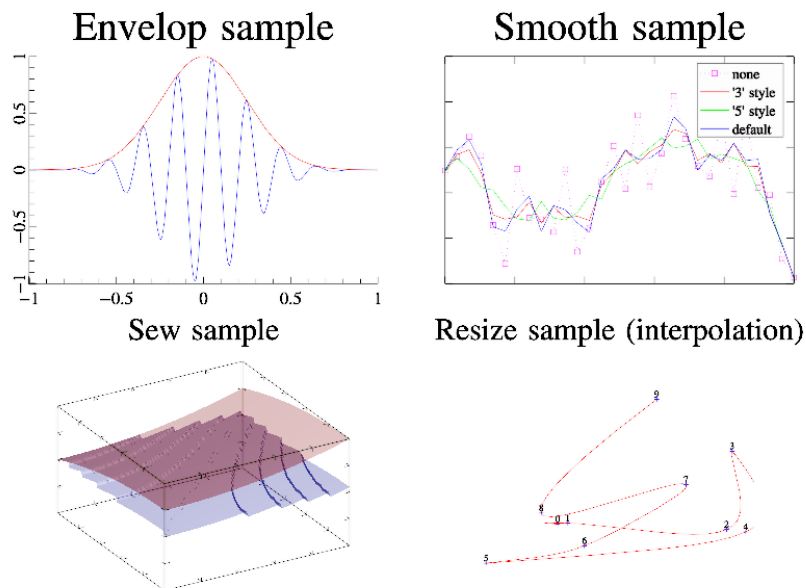 Envelop sample
Smooth sample
1
0.5
0
−0.5
−1
−1
−0.5
0
0.5
1
none
'3' style
'5' style
default
Sew sample
Resize sample (interpolation)
9
3
7
8
0
1
2
4
6
5